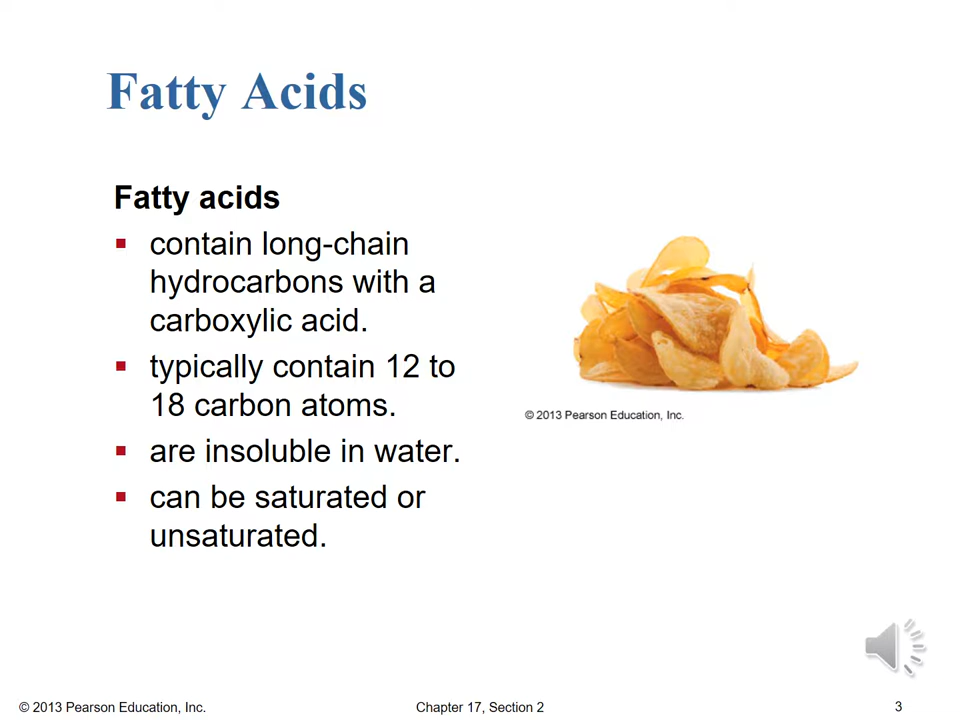 Fatty Acids
Fatty acids
▪ contain long-chain
hydrocarbons with a
carboxylic acid.
▪ typically contain 12 to
18 carbon atoms.
▪ are insoluble in water.
▪ can be saturated or
unsaturated.
© 2013 Pearson Education, Inc.
© 2013 Pearson Education, Inc. Chapter 17, Section 2 3